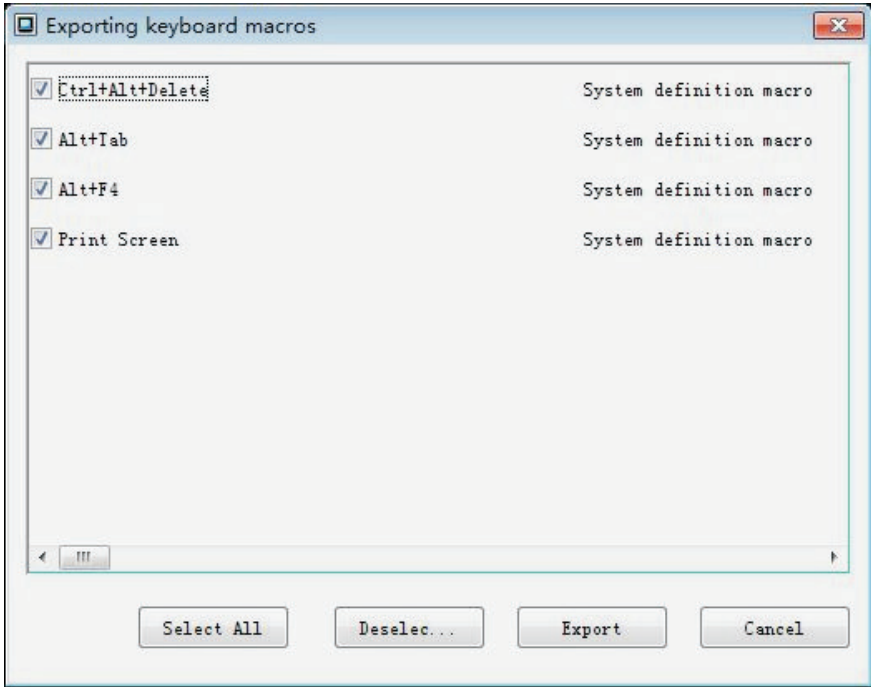 Exporting keyboard macros
Ctrl+Alt+Delete System definition macro
Alt+Tab System definition macro
Alt+F4 System definition macro
Print Screen System definition macro
Select All Deselec... Export Cancel